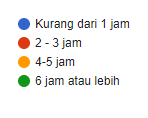 Kurang dari 1 jam
2 - 3 jam
4-5 jam
6 jam atau lebih